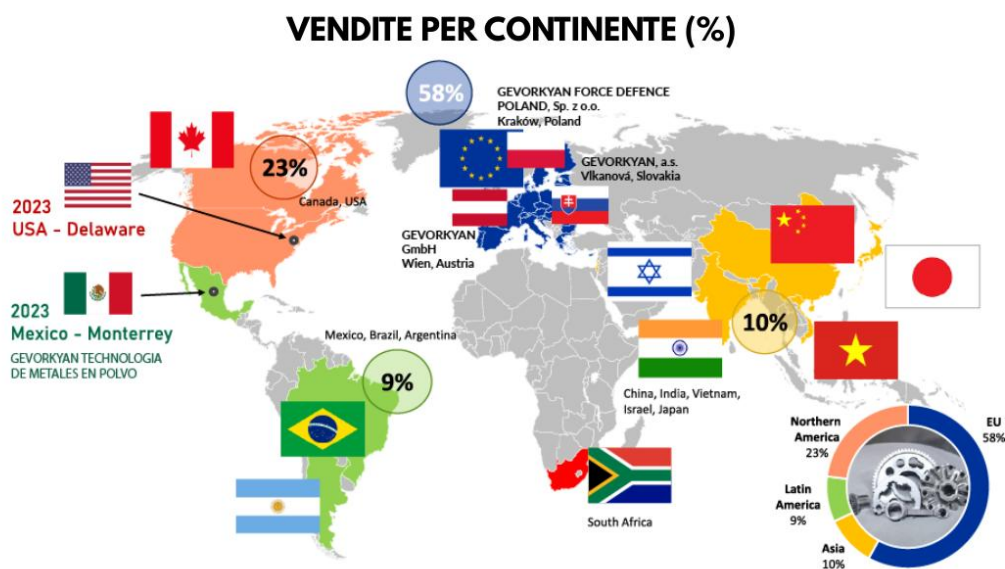 VENDITE PER CONTINENTE (%)
58%
GEVORKYAN FORCE DEFENCE
POLAND, Sp. z o.o.
Kraków, Poland
GEVORKYAN, a.s.
Vlkanová, Slovakia
23%
Canada, USA
2023
USA - Delaware
GEVORKYAN
GmbH
Wien, Austria
2023
Mexico - Monterrey
GEVORKYAN TECHNOLOGIA
DE METALES EN POLVO
Mexico, Brazil, Argentina
9%
10%
China, India, Vietnam,
Israel, Japan
South Africa
Northern
America
23%
EU
58%
Latin
America
9%
Asia
10%